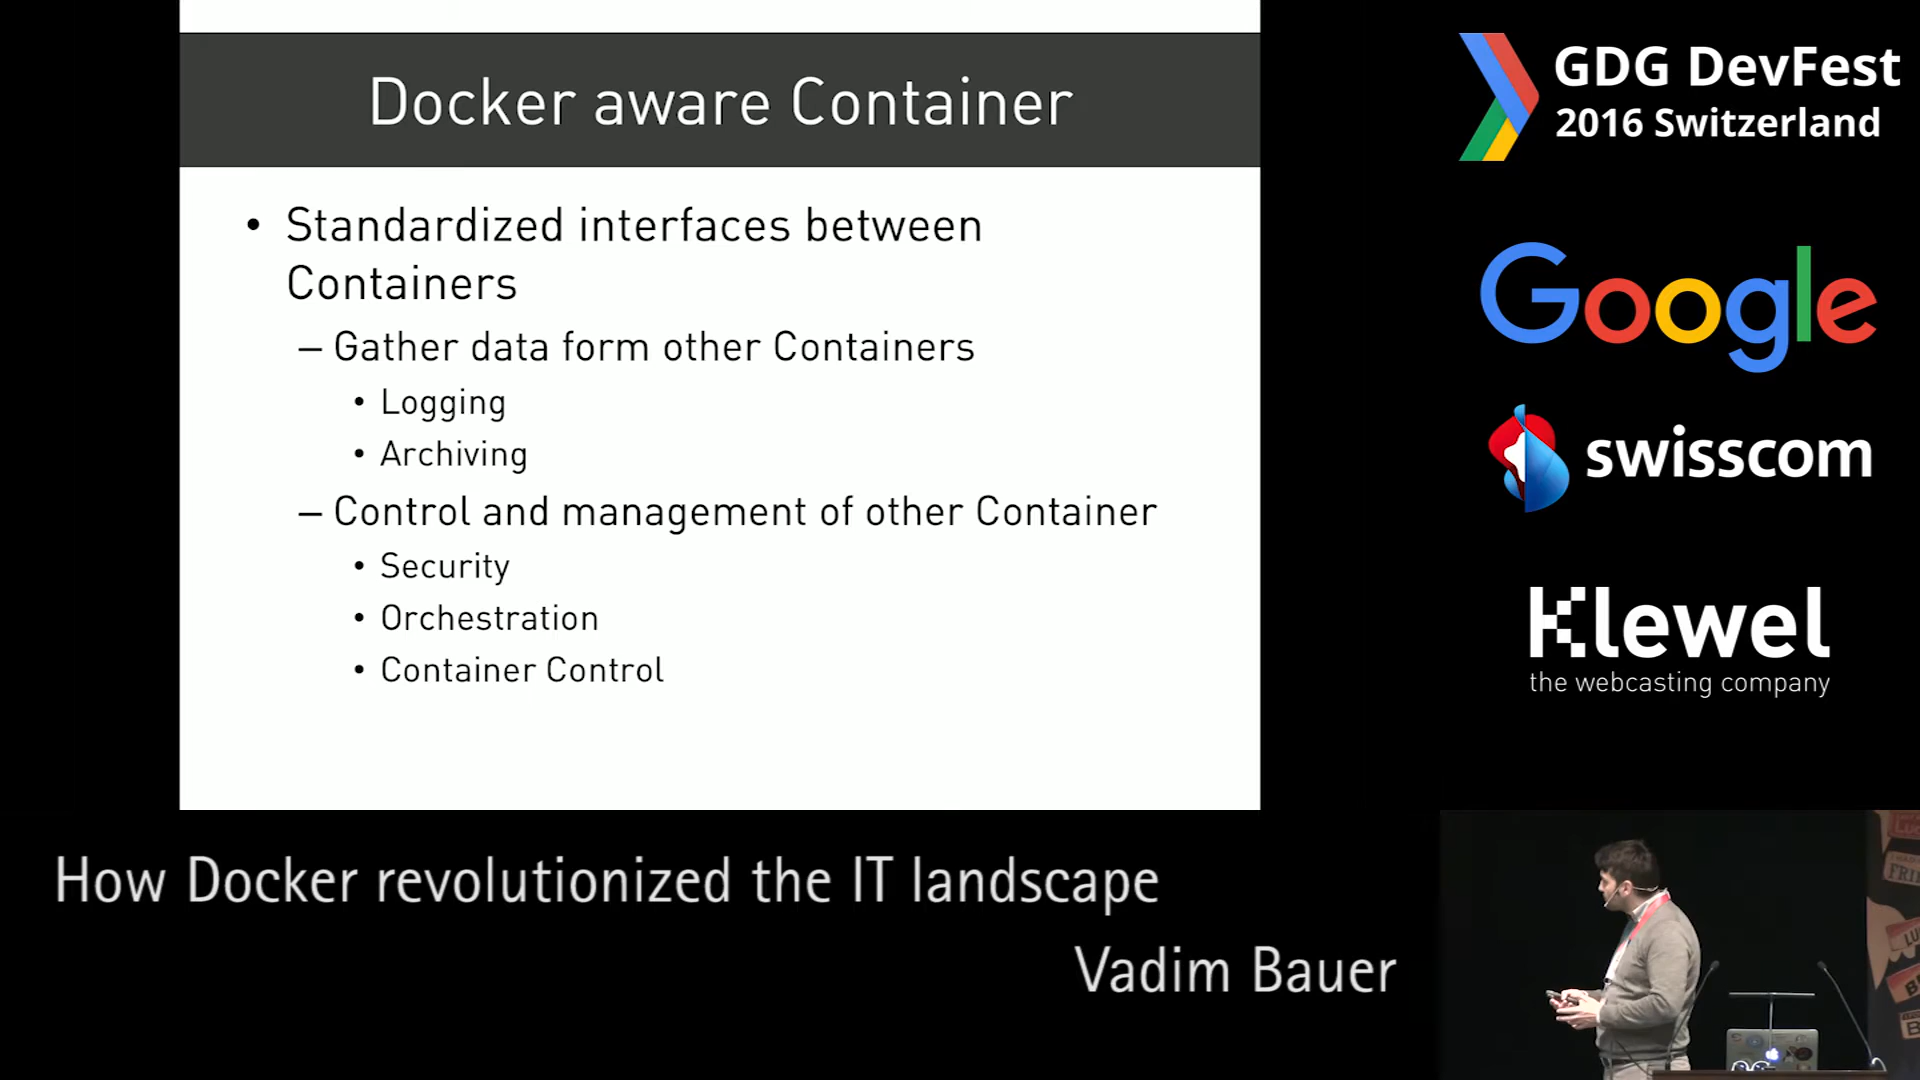 Docker aware Container
• Standardized interfaces between
Containers
– Gather data form other Containers
• Logging
• Archiving
– Control and management of other Container
• Security
• Orchestration
• Container Control
GDG DevFest
2016 Switzerland
Google
swisscom
Klewel
the webcasting company
How Docker revolutionized the IT landscape
Vadim Bauer